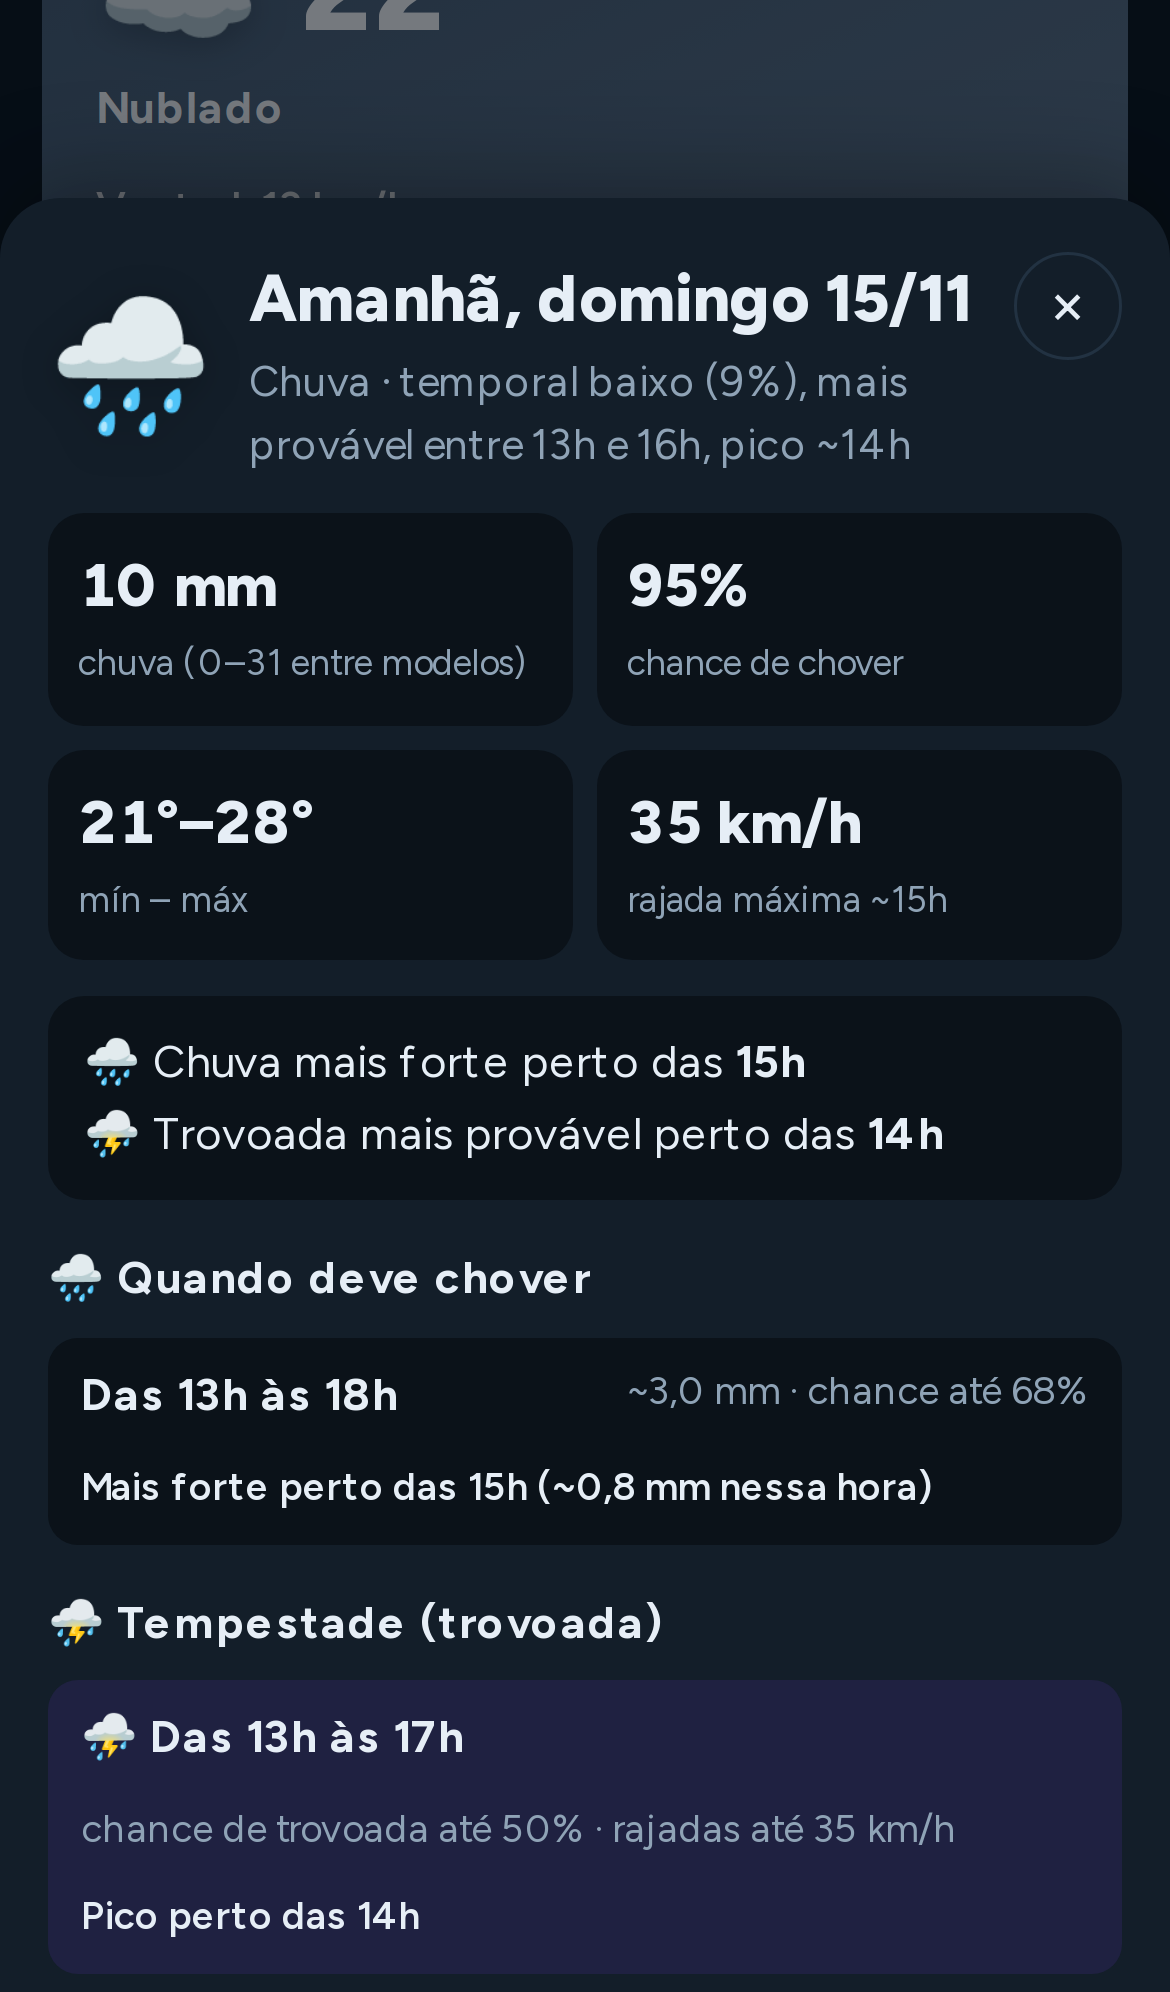 22
Nublado
Amanhã, domingo 15/11
Chuva · temporal baixo (9%), mais
provável entre 13h e 16h, pico ~14h
10 mm
chuva (0–31 entre modelos)
95%
chance de chover
21°–28°
mín – máx
35 km/h
rajada máxima ~15h
Chuva mais forte perto das 15h
Trovoada mais provável perto das 14h
Quando deve chover
Das 13h às 18h
~3,0 mm · chance até 68%
Mais forte perto das 15h (~0,8 mm nessa hora)
Tempestade (trovoada)
Das 13h às 17h
chance de trovoada até 50% · rajadas até 35 km/h
Pico perto das 14h